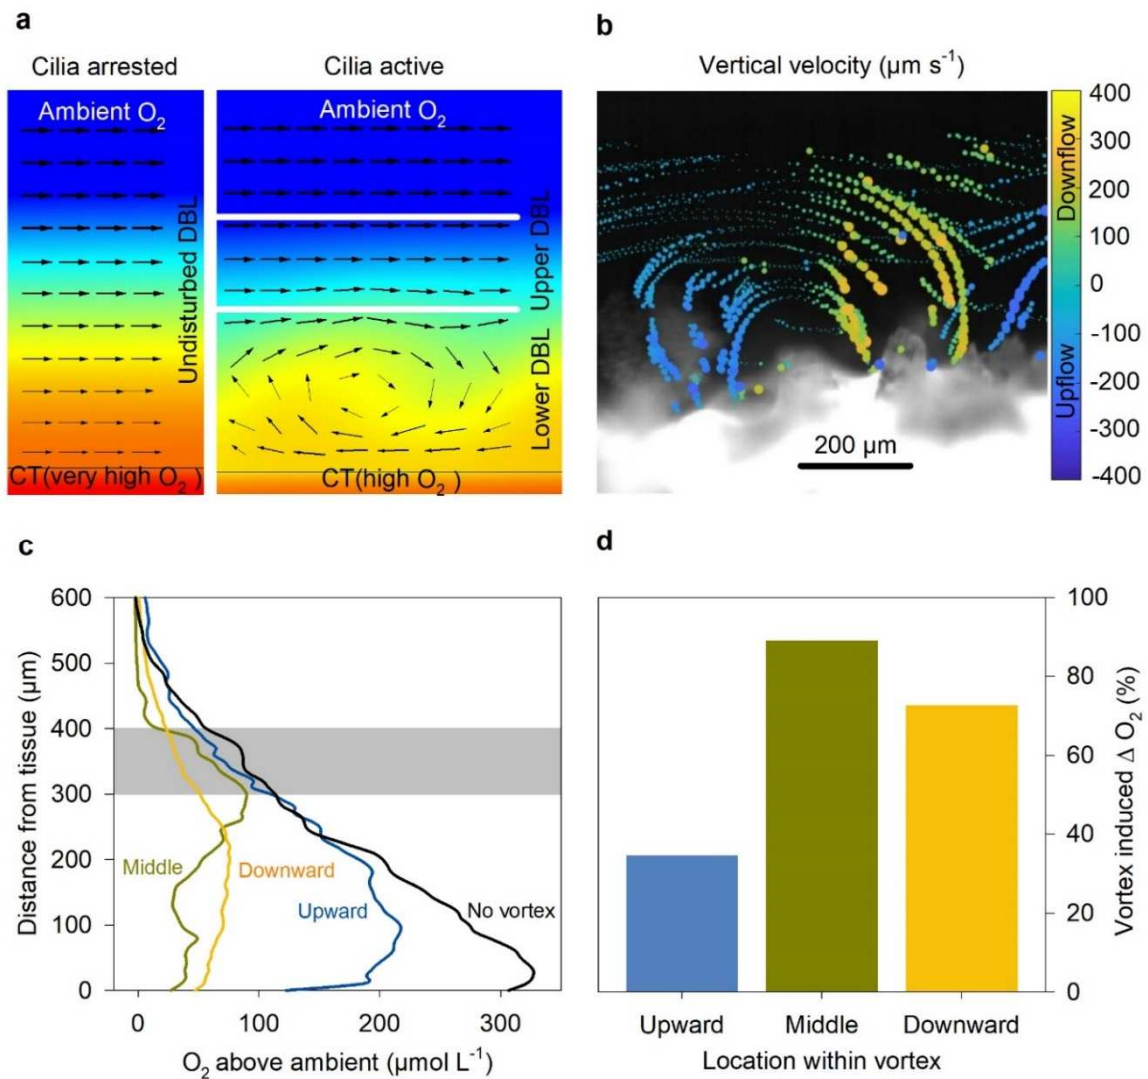 a
Cilia arrested
Cilia active
Ambient O₂
Ambient O₂
Undisturbed DBL
Upper DBL
Lower DBL
CT(very high O₂)
CT(high O₂)
b
Vertical velocity (µm s⁻¹)
400
300
200
100
0
-100
-200
-300
-400
Downflow
Upflow
200 µm
c
600
500
400
300
200
100
0
Distance from tissue (µm)
Middle
Downward
Upward
No vortex
0
100
200
300
O₂ above ambient (µmol L⁻¹)
d
100
80
60
40
20
0
Vortex induced Δ O₂ (%)
Upward
Middle
Downward
Location within vortex